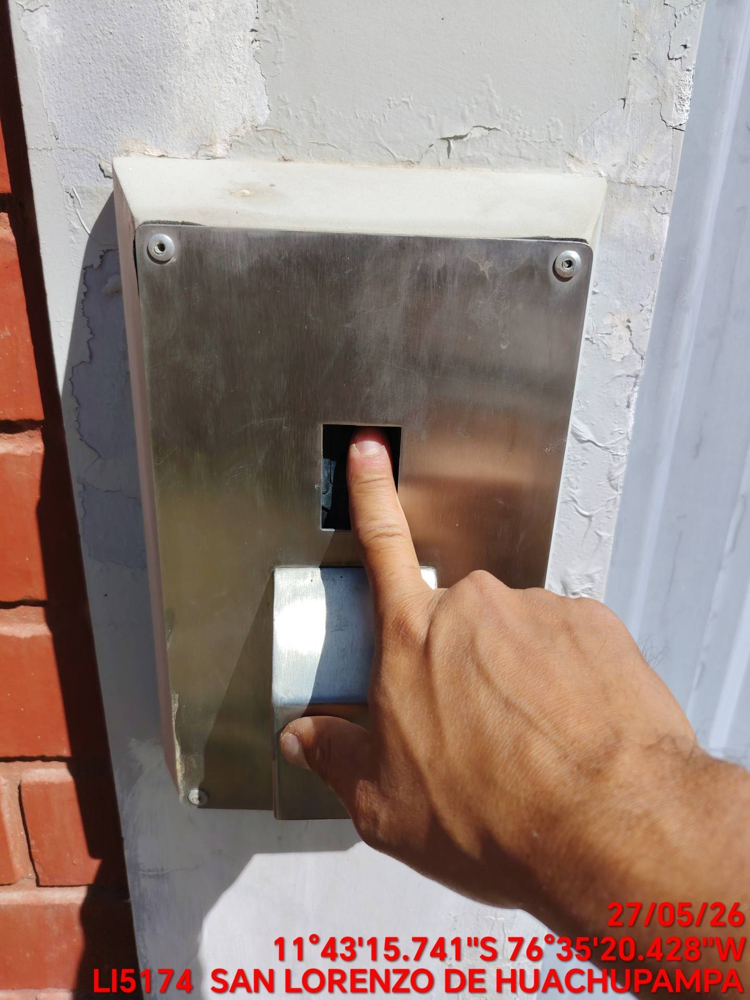 27/05/26
11°43'15.741"S 76°35'20.428"W
LI5174 SAN LORENZO DE HUACHUPAMPA